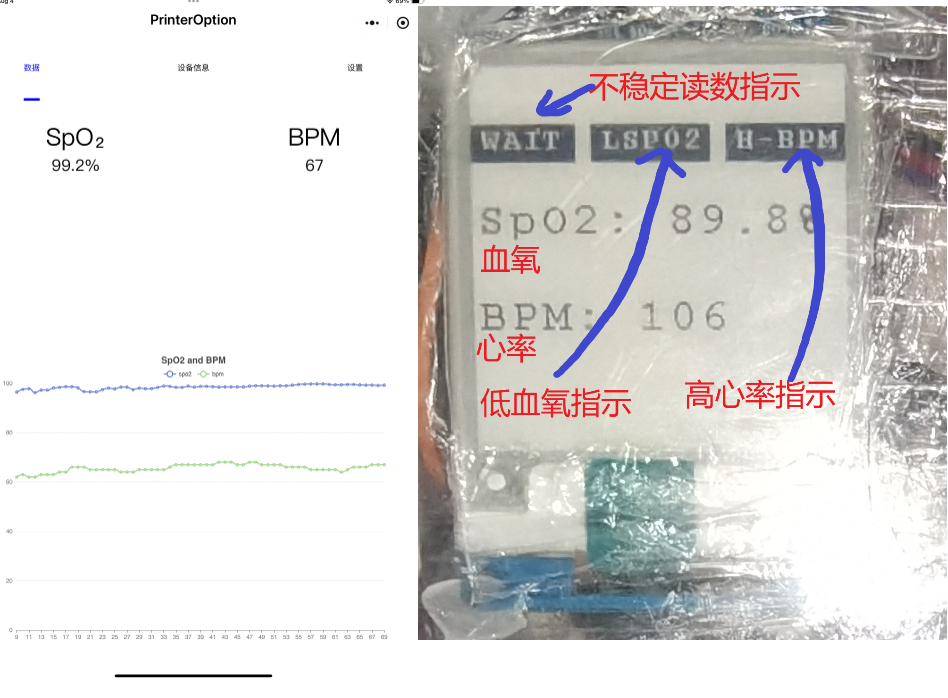 ug 4
69%
PrinterOption
数据
设备信息
设置
SpO₂
BPM
99.2%
67
SpO2 and BPM
spo2
bpm
100
80
60
40
20
0
9 11 13 15 17 19 21 23 25 27 29 31 33 35 37 39 41 43 45 47 49 51 53 55 57 59 61 63 65 67 69
不稳定读数指示
WAIT LSPO2 H-BPM
SpO2: 89.88
血氧
BPM: 106
心率
低血氧指示
高心率指示